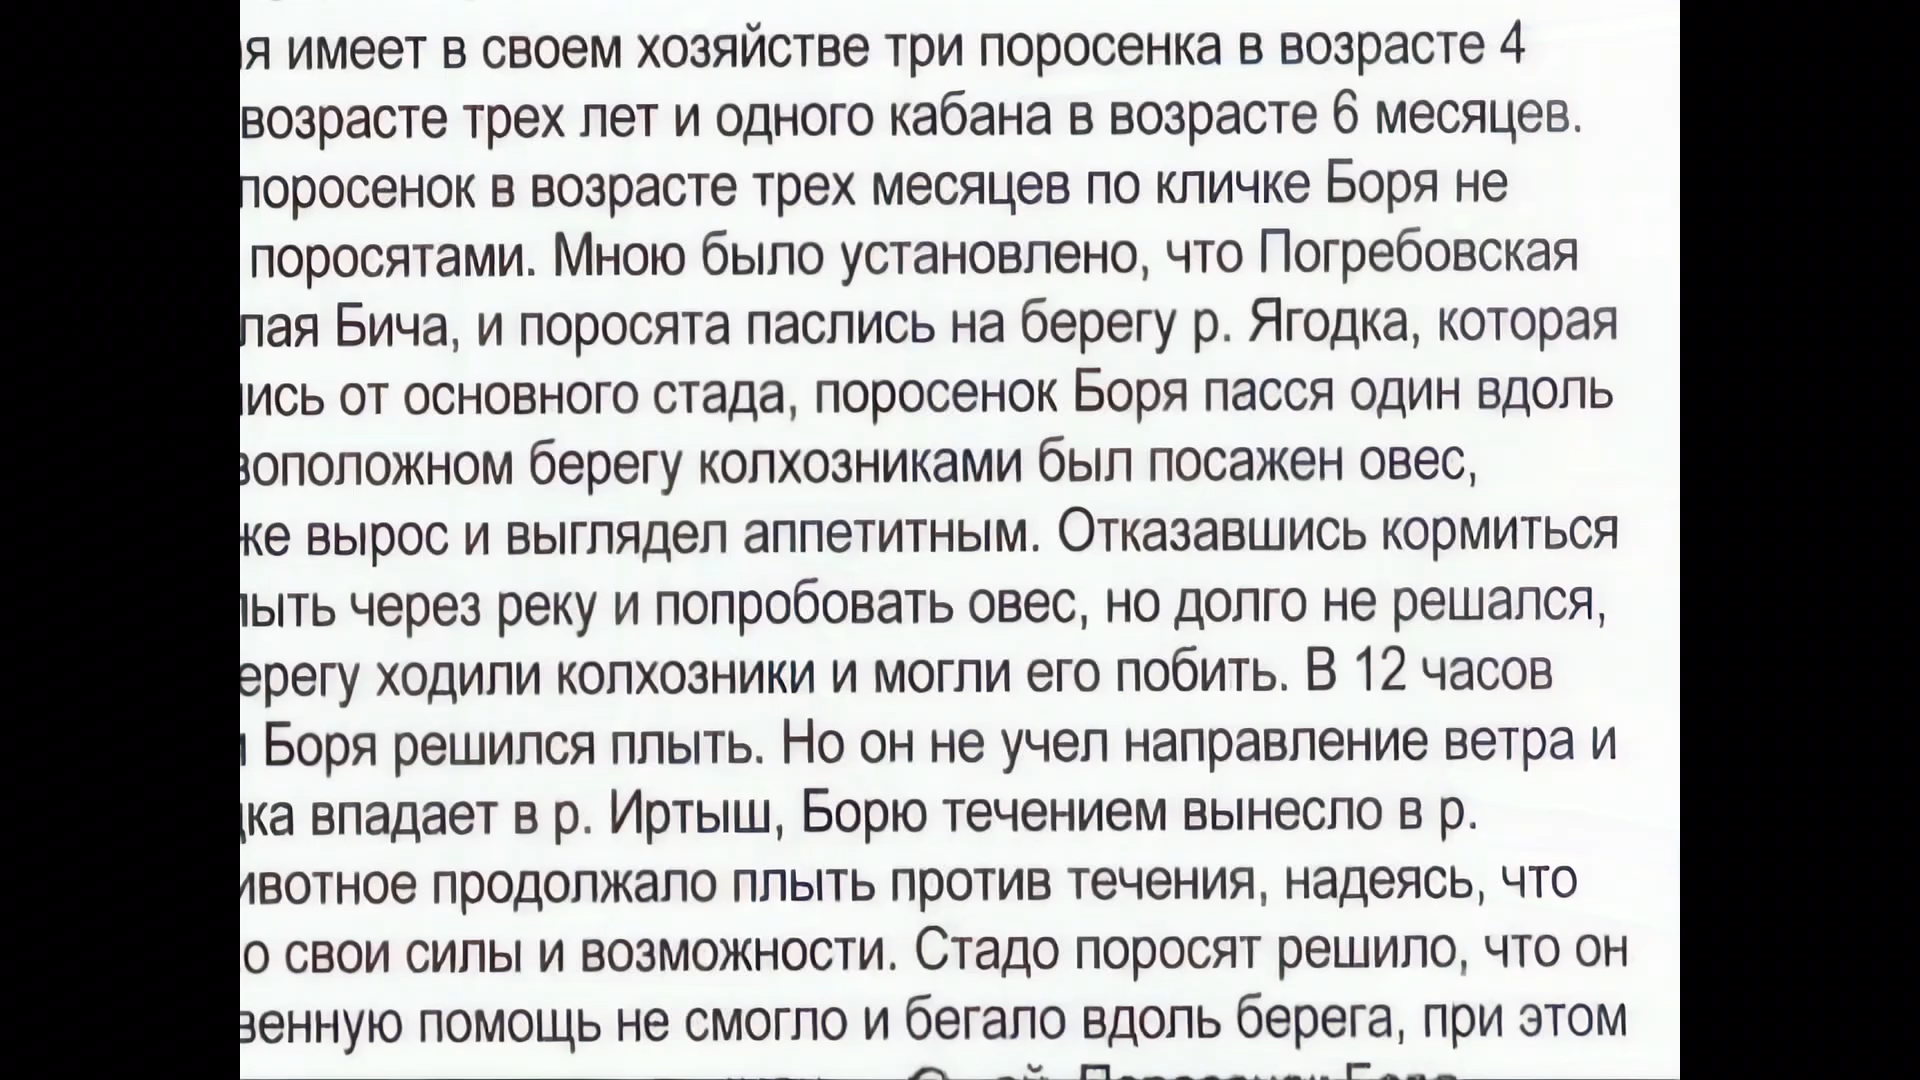 я имеет в своем хозяйстве три поросенка в возрасте 4
возрасте трех лет и одного кабана в возрасте 6 месяцев.
поросенок в возрасте трех месяцев по кличке Боря не
поросятами. Мною было установлено, что Погребовская
лая Бича, и поросята паслись на берегу р. Ягодка, которая
ись от основного стада, поросенок Боря пасся один вдоль
воположном берегу колхозниками был посажен овес,
же вырос и выглядел аппетитным. Отказавшись кормиться
лыть через реку и попробовать овес, но долго не решался,
ерегу ходили колхозники и могли его побить. В 12 часов
Боря решился плыть. Но он не учел направление ветра и
ка впадает в р. Иртыш, Борю течением вынесло в р.
ивотное продолжало плыть против течения, надеясь, что
о свои силы и возможности. Стадо поросят решило, что он
венную помощь не смогло и бегало вдоль берега, при этом